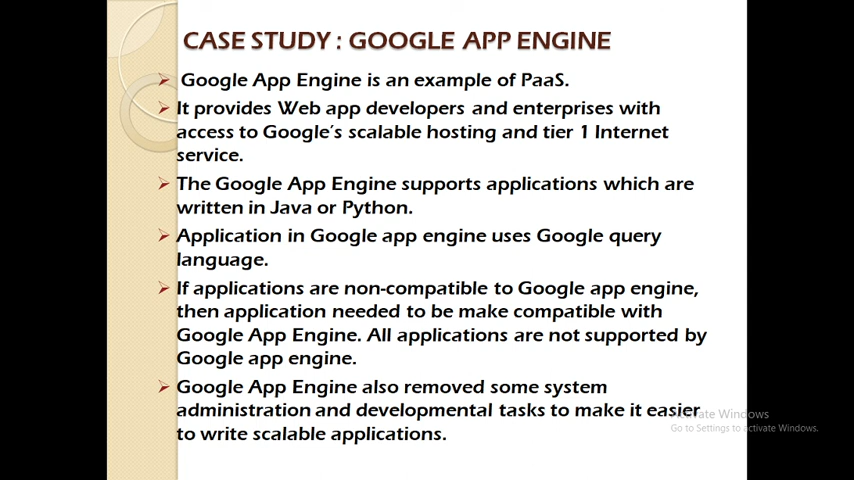 CASE STUDY : GOOGLE APP ENGINE
Google App Engine is an example of PaaS.
It provides Web app developers and enterprises with
access to Google's scalable hosting and tier 1 Internet
service.
The Google App Engine supports applications which are
written in Java or Python.
Application in Google app engine uses Google query
language.
If applications are non-compatible to Google app engine,
then application needed to be make compatible with
Google App Engine. All applications are not supported by
Google app engine.
Google App Engine also removed some system
administration and developmental tasks to make it easier
to write scalable applications.
Activate Windows
Go to Settings to activate Windows.